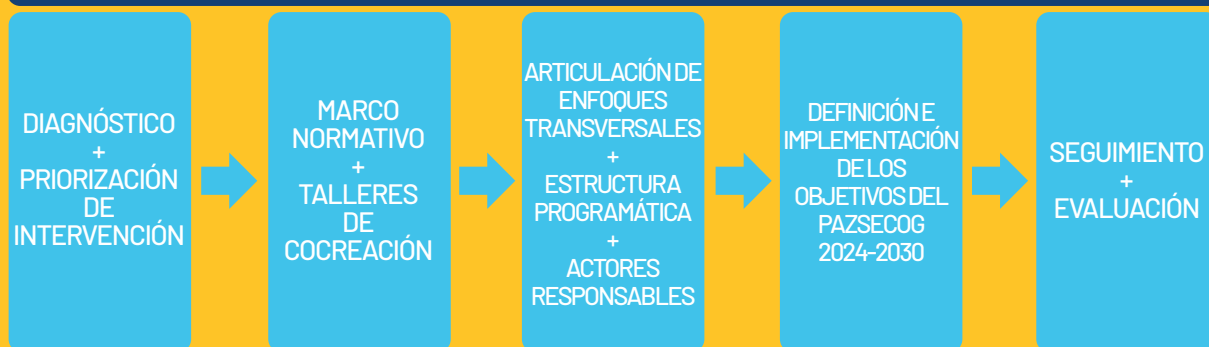 DIAGNÓSTICO
+
PRIORIZACIÓN
DE
INTERVENCIÓN
MARCO
NORMATIVO
+
TALLERES
DE
COCREACIÓN
ARTICULACIÓN DE
ENFOQUES
TRANSVERSALES
+
ESTRUCTURA
PROGRAMÁTICA
+
ACTORES
RESPONSABLES
DEFINICIÓN E
IMPLEMENTACIÓN
DE LOS
OBJETIVOS DEL
PAZSECOG
2024-2030
SEGUIMIENTO
+
EVALUACIÓN